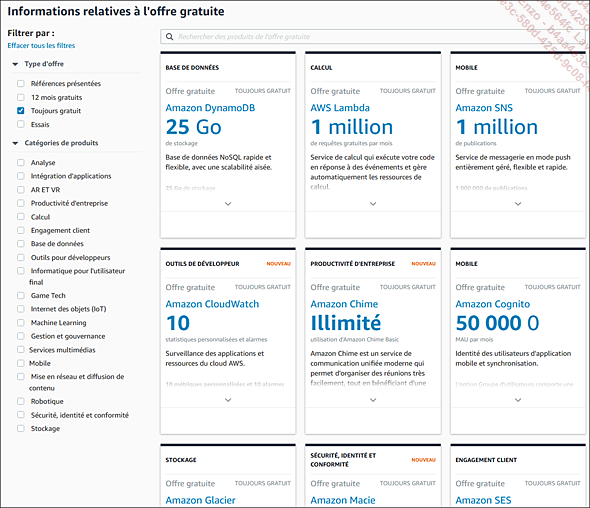 Informations relatives à l'offre gratuite
Filtrer par :
Effacer tous les filtres
Type d'offre
Références présentées
12 mois gratuits
Toujours gratuit
Essais
Catégories de produits
Analyse
Intégration d'applications
AR ET VR
Productivité d'entreprise
Calcul
Engagement client
Base de données
Outils pour développeurs
Informatique pour l'utilisateur
final
Game Tech
Internet des objets (IoT)
Machine Learning
Gestion et gouvernance
Services multimédias
Mobile
Mise en réseau et diffusion de
contenu
Robotique
Sécurité, identité et conformité
Stockage
Rechercher des produits de l'offre gratuite
BASE DE DONNÉES
Offre gratuite TOUJOURS GRATUIT
Amazon DynamoDB
25 Go
de stockage
Base de données NoSQL rapide et
flexible, avec une scalabilité aisée.
25 Go de stockage
CALCUL
Offre gratuite TOUJOURS GRATUIT
AWS Lambda
1 million
de requêtes gratuites par mois
Service de calcul qui exécute votre code
en réponse à des événements et gère
automatiquement les ressources de
calcul.
MOBILE
Offre gratuite TOUJOURS GRATUIT
Amazon SNS
1 million
de publications
Service de messagerie en mode push
entièrement géré, flexible et rapide.
1 000 000 de publications
OUTILS DE DÉVELOPPEUR NOUVEAU
Offre gratuite TOUJOURS GRATUIT
Amazon CloudWatch
10
statistiques personnalisées et alarmes
Surveillance des applications et
ressources du cloud AWS.
10 métriques personnalisées et 10 alarmes
PRODUCTIVITÉ D'ENTREPRISE NOUVEAU
Offre gratuite TOUJOURS GRATUIT
Amazon Chime
Illimité
utilisation d'Amazon Chime Basic
Amazon Chime est un service de
communication unifiée moderne qui
permet d'organiser des réunions très
facilement, tout en bénéficiant d'une
MOBILE
Offre gratuite TOUJOURS GRATUIT
Amazon Cognito
50 000 0
MAU par mois
Identité des utilisateurs d'application
mobile et synchronisation.
STOCKAGE
Offre gratuite TOUJOURS GRATUIT
Amazon Glacier
SÉCURITÉ, IDENTITÉ ET NOUVEAU
CONFORMITÉ
Offre gratuite TOUJOURS GRATUIT
Amazon Macie
ENGAGEMENT CLIENT
Offre gratuite TOUJOURS GRATUIT
Amazon SES